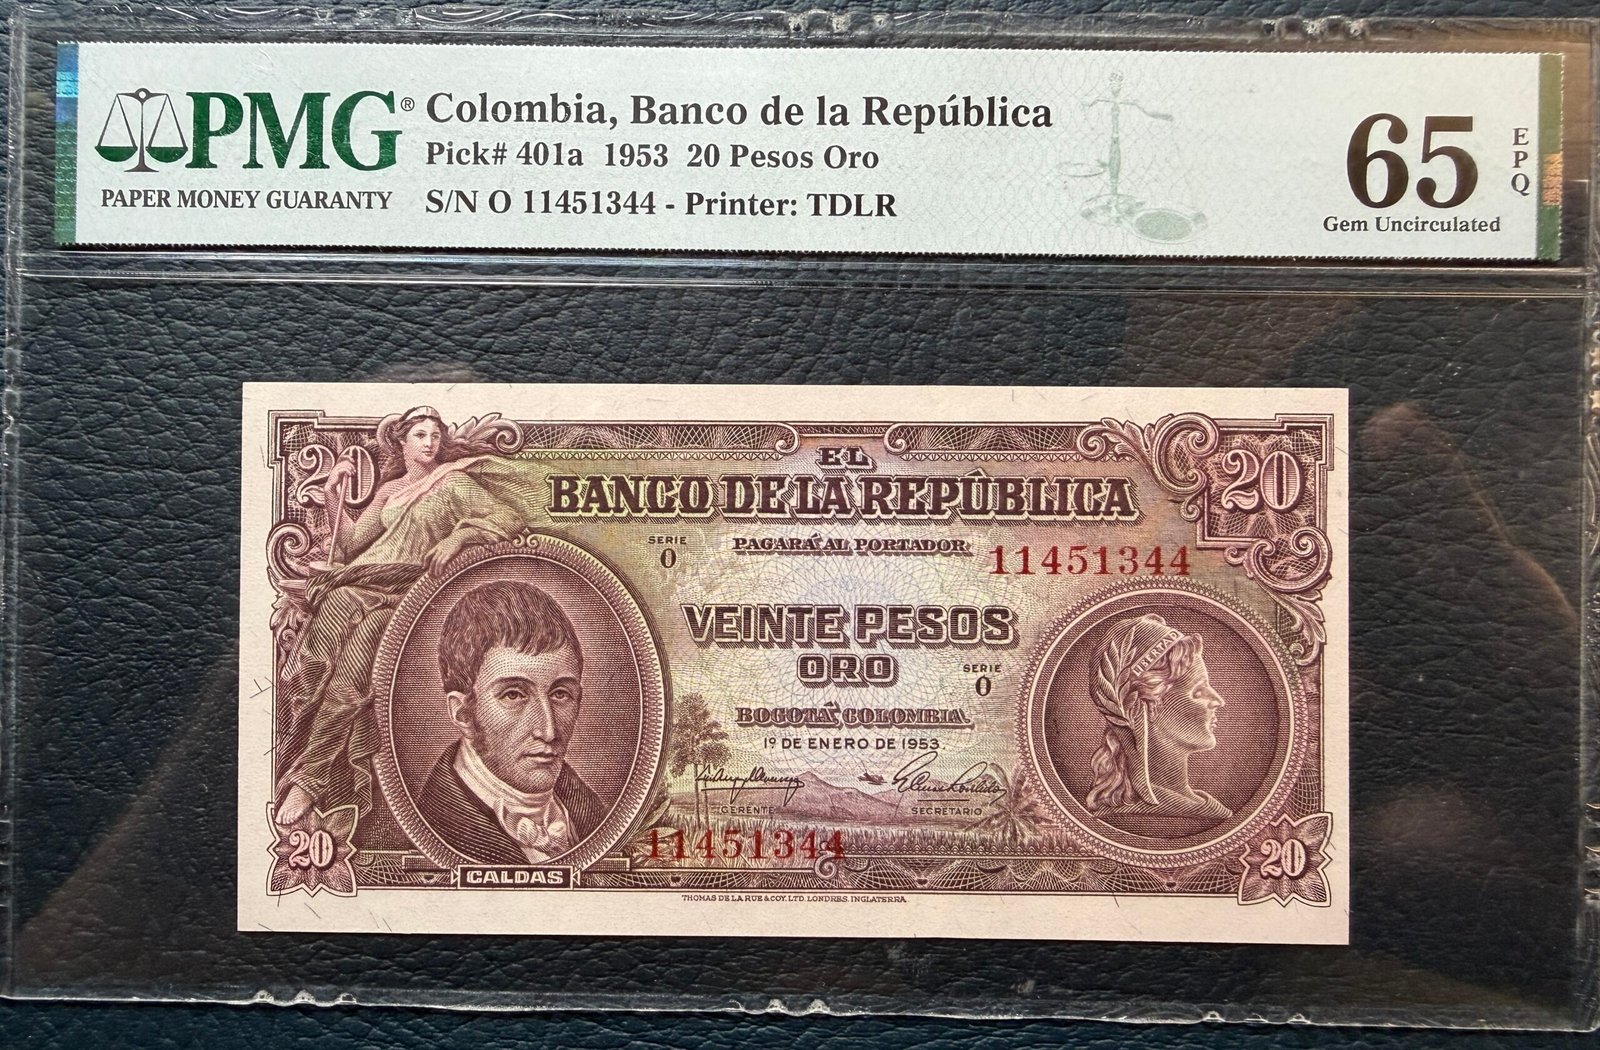 PMG®
PAPER MONEY GUARANTY
Colombia, Banco de la República
Pick# 401a 1953 20 Pesos Oro
S/N O 11451344 - Printer: TDLR
65
EPQ
Gem Uncirculated
20
20
EL
BANCO DE LA REPÚBLICA
SERIE
O
PAGARÁ AL PORTADOR
11451344
VEINTE PESOS
ORO
SERIE
O
LIBERTAD
BOGOTÁ, COLOMBIA.
1º DE ENERO DE 1953.
GERENTE
SECRETARIO
11451344
20
CALDAS
20
THOMAS DE LA RUE & COY. LTD. LONDRES. INGLATERRA.